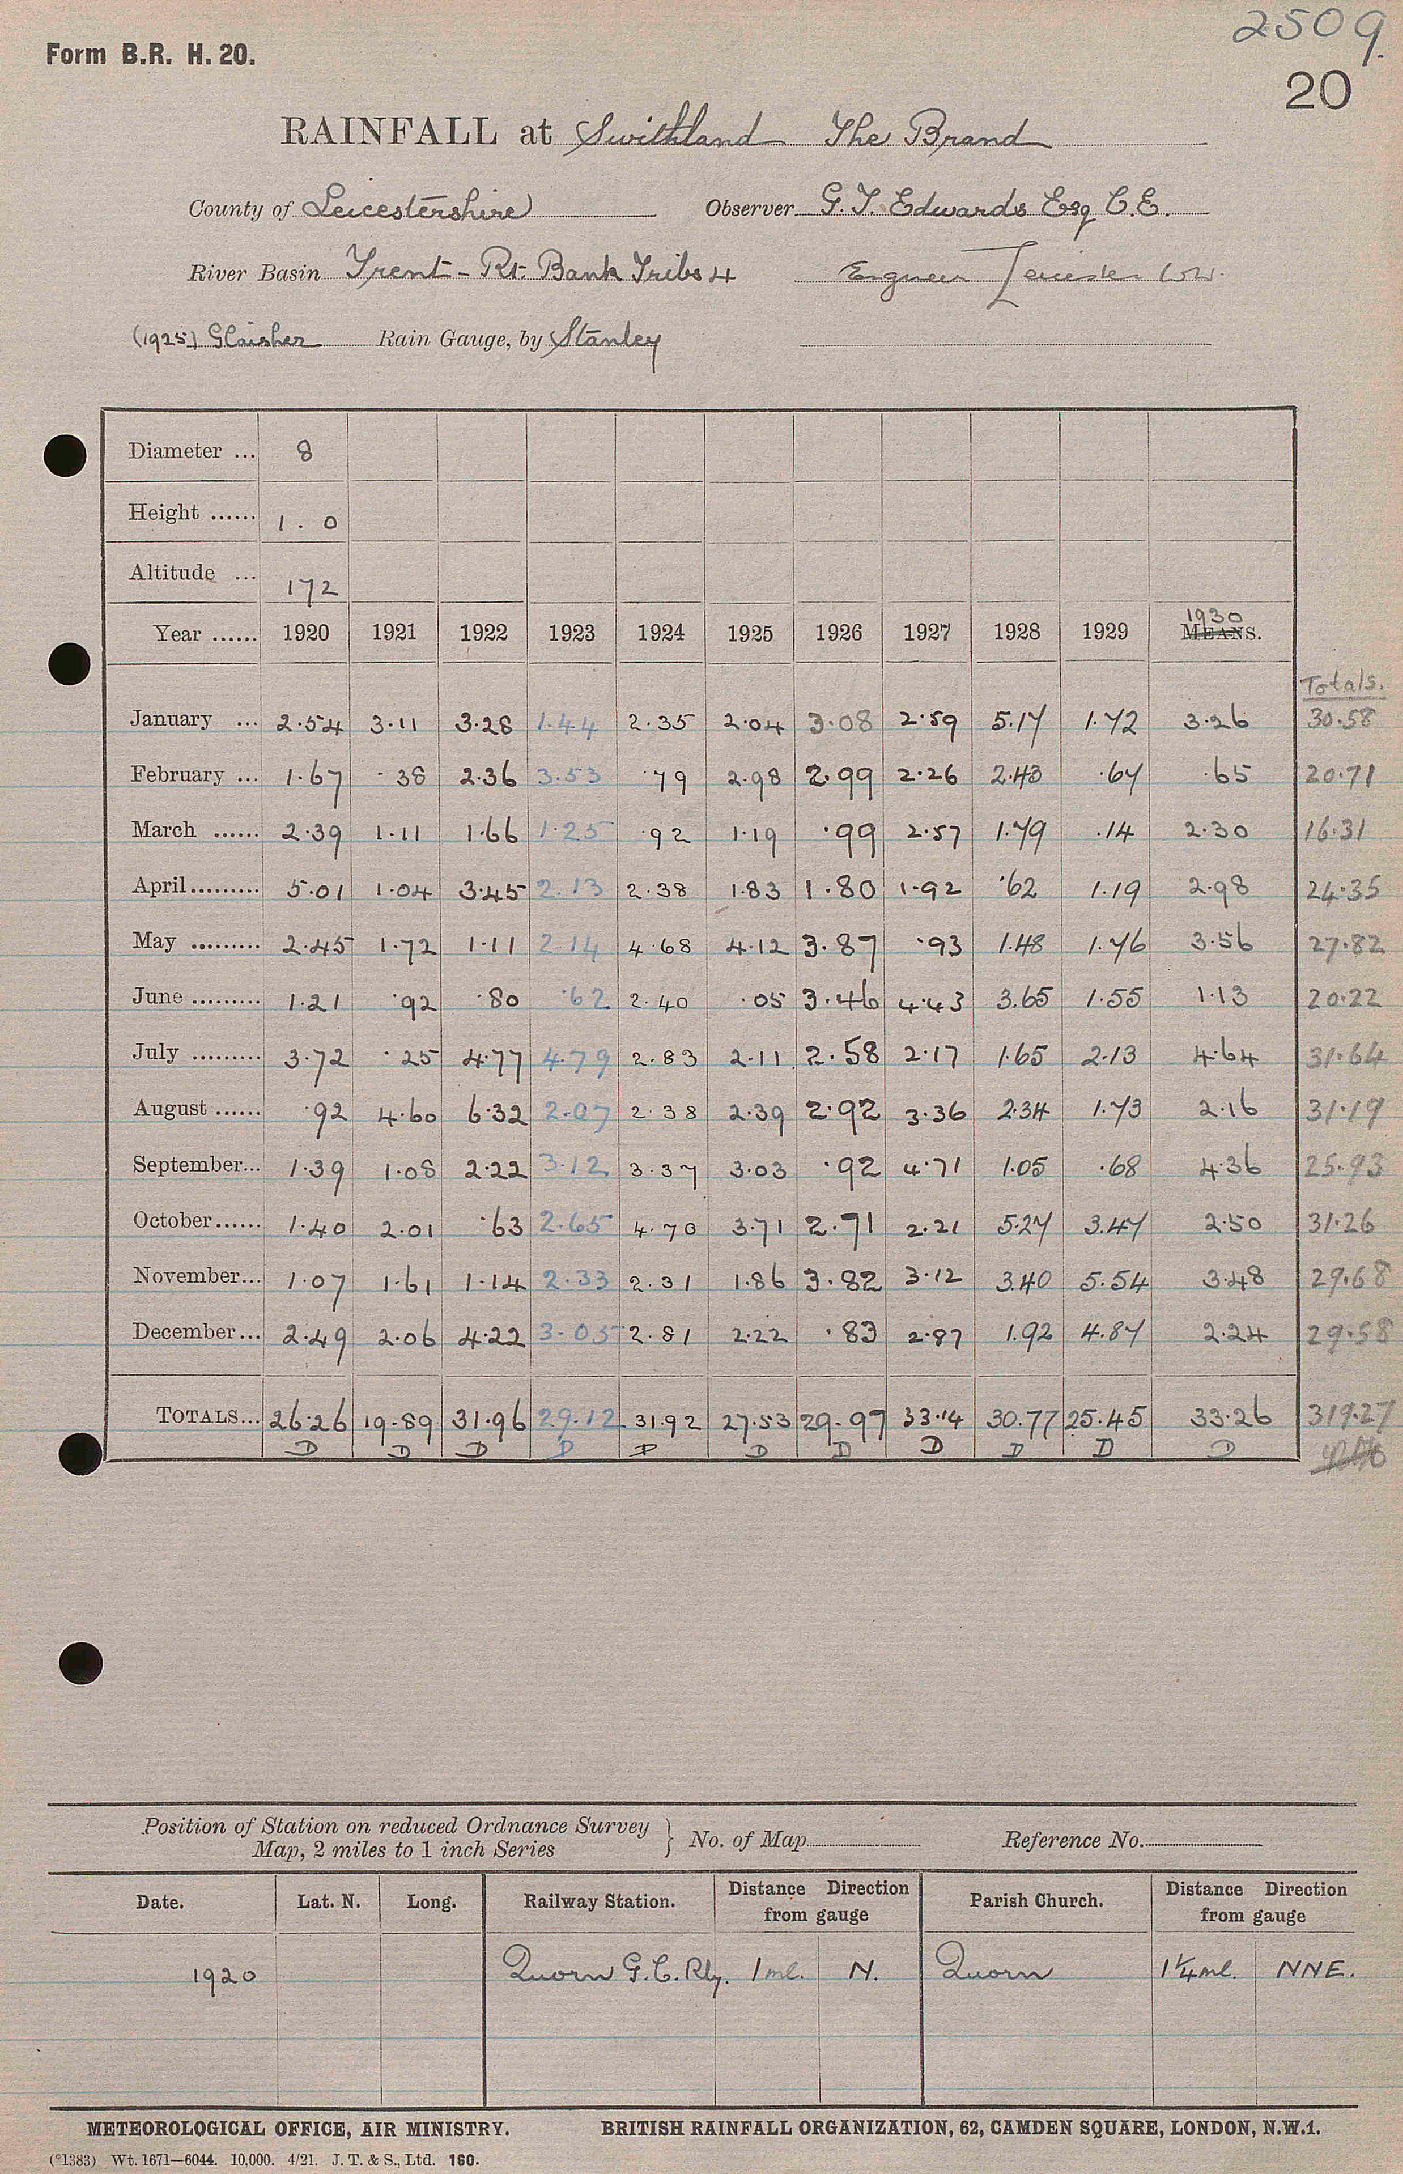 2509
Form B.R. H. 20.
20
RAINFALL at Swithland The Brand
County of Leicestershire Observer G. T. Edwards Esq C.E.
River Basin Trent - Rt. Bank Tribs 4 Engineer Leicester
(1925) Glaisher Rain Gauge, by Stanley
Diameter ... 8
Height ...... 1 . 0
Altitude ... 172
Year ...... 1920 1921 1922 1923 1924 1925 1926 1927 1928 1929 1930 MEANS.
Totals.
January ... 2.54 3.11 3.28 1.44 2.35 2.04 3.08 2.59 5.17 1.72 3.26 30.58
February ... 1.67 .38 2.36 3.53 .79 2.98 2.99 2.26 2.43 .67 .65 20.71
March ...... 2.39 1.11 1.66 1.25 .92 1.19 .99 2.57 1.79 .14 2.30 16.31
April......... 5.01 1.04 3.45 2.13 2.38 1.83 1.80 1.92 .62 1.19 2.98 24.35
May ......... 2.45 1.72 1.11 2.14 4.68 4.12 3.87 .93 1.48 1.76 3.56 27.82
June ......... 1.21 .92 .80 .62 2.40 .05 3.46 4.43 3.65 1.55 1.13 20.22
July ......... 3.72 .25 4.77 4.79 2.83 2.11 2.58 2.17 1.65 2.13 4.64 31.64
August ...... .92 4.60 6.32 2.07 2.38 2.39 2.92 3.36 2.34 1.73 2.16 31.19
September... 1.39 1.08 2.22 3.12 3.37 3.03 .92 4.71 1.05 .68 4.36 25.93
October...... 1.40 2.01 .63 2.65 4.70 3.71 2.71 2.21 5.27 3.47 2.50 31.26
November... 1.07 1.61 1.14 2.33 2.31 1.86 3.82 3.12 3.40 5.54 3.48 29.68
December... 2.49 2.06 4.22 3.05 2.81 2.22 .83 2.87 1.92 4.87 2.24 29.58
TOTALS... 26.26 19.89 31.96 29.12 31.92 27.53 29.97 33.14 30.77 25.45 33.26 319.27
D D D D D D D D D D D
Position of Station on reduced Ordnance Survey
Map, 2 miles to 1 inch Series } No. of Map Reference No.
Date. Lat. N. Long. Railway Station. Distance Direction from gauge Parish Church. Distance Direction from gauge
1920 Quorn G.C. Rly. 1 ml. N. Quorn 1¼ ml. NNE.
METEOROLOGICAL OFFICE, AIR MINISTRY. BRITISH RAINFALL ORGANIZATION, 62, CAMDEN SQUARE, LONDON, N.W.1.
(*1383) Wt. 1671—6044. 10,000. 4/21. J. T. & S., Ltd. 160.